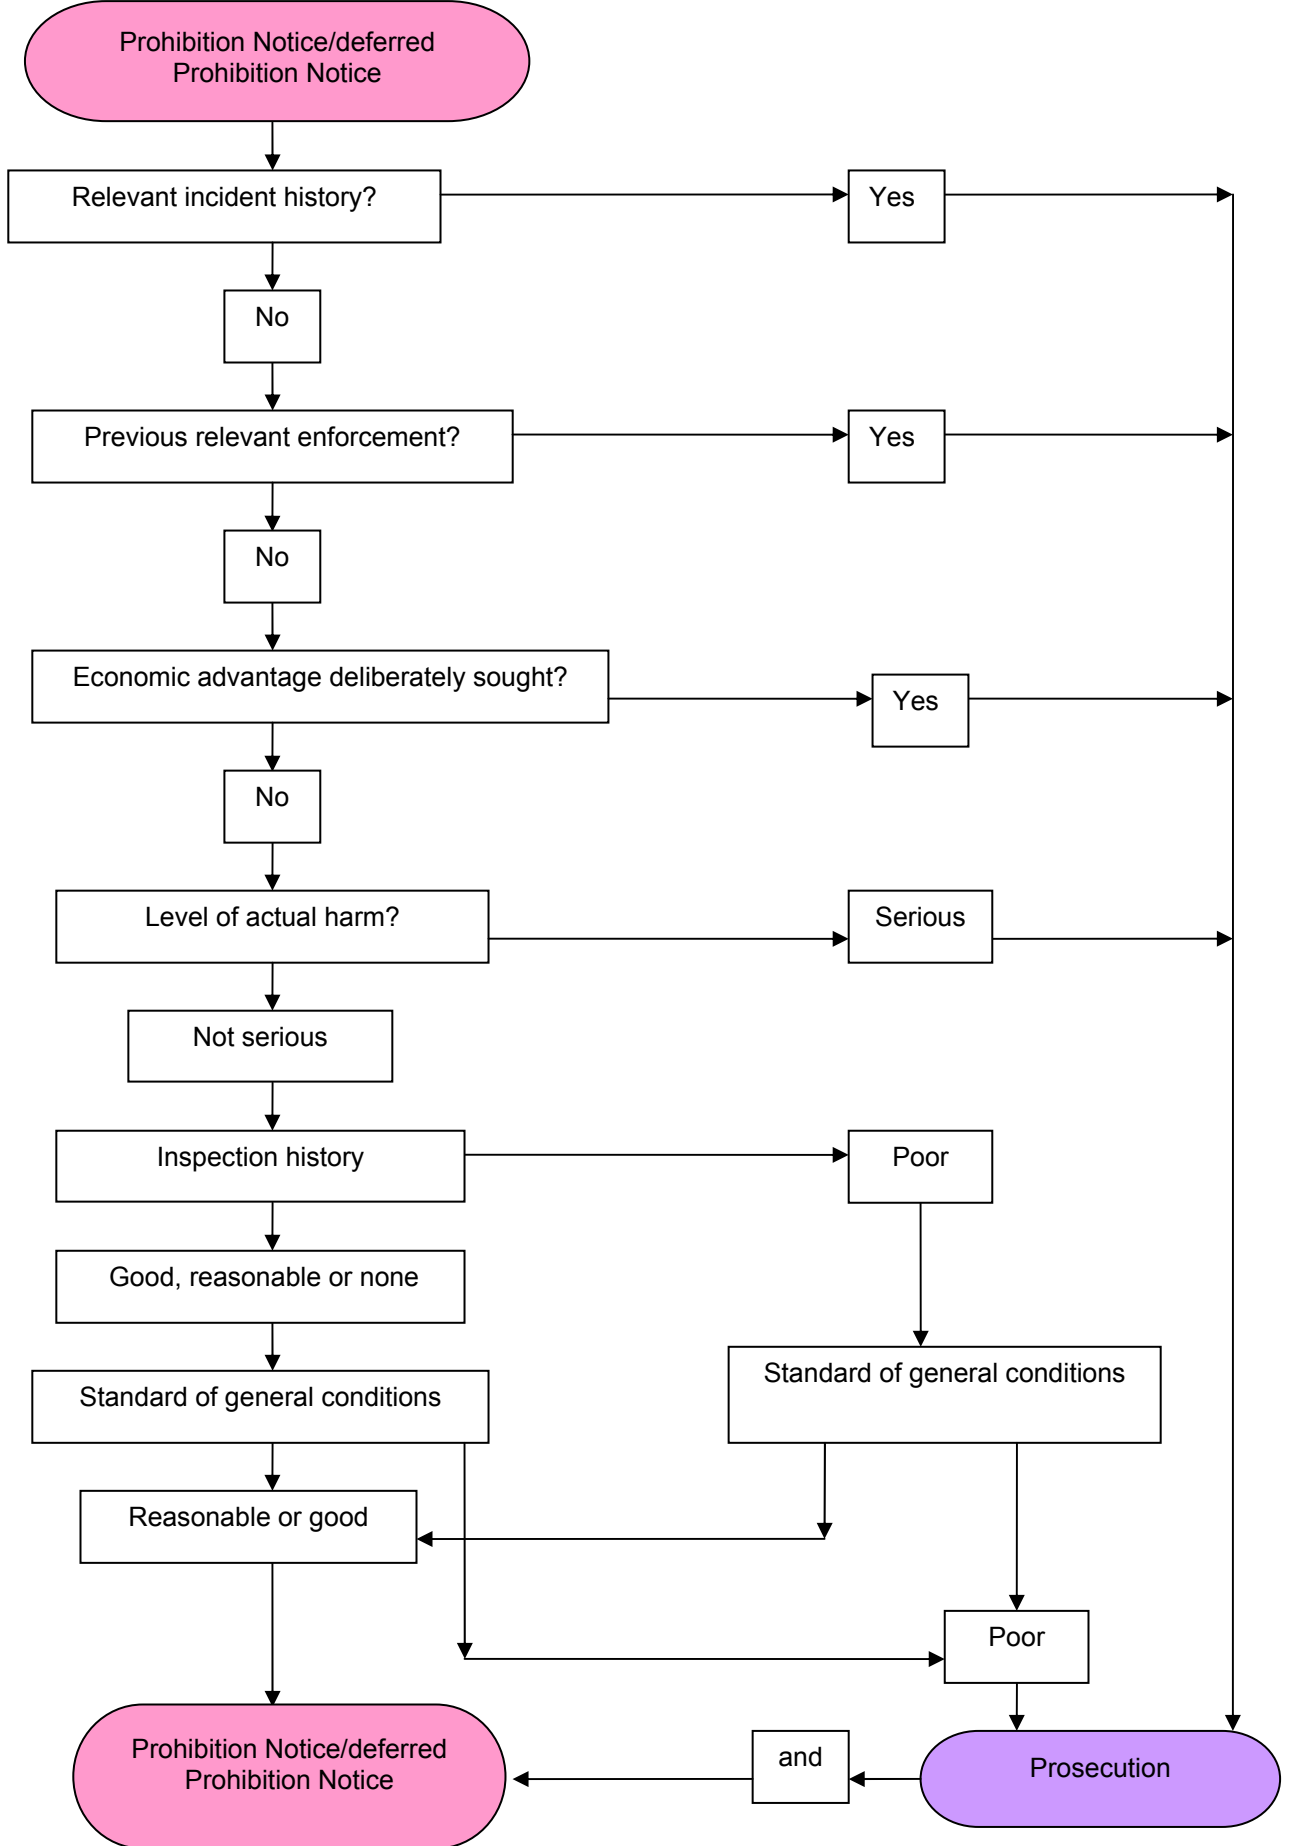 Prohibition Notice/deferred
Prohibition Notice
Relevant incident history?
Yes
No
Previous relevant enforcement?
Yes
No
Economic advantage deliberately sought?
Yes
No
Level of actual harm?
Serious
Not serious
Inspection history
Poor
Good, reasonable or none
Standard of general conditions
Standard of general conditions
Reasonable or good
Poor
Prohibition Notice/deferred
Prohibition Notice
and
Prosecution